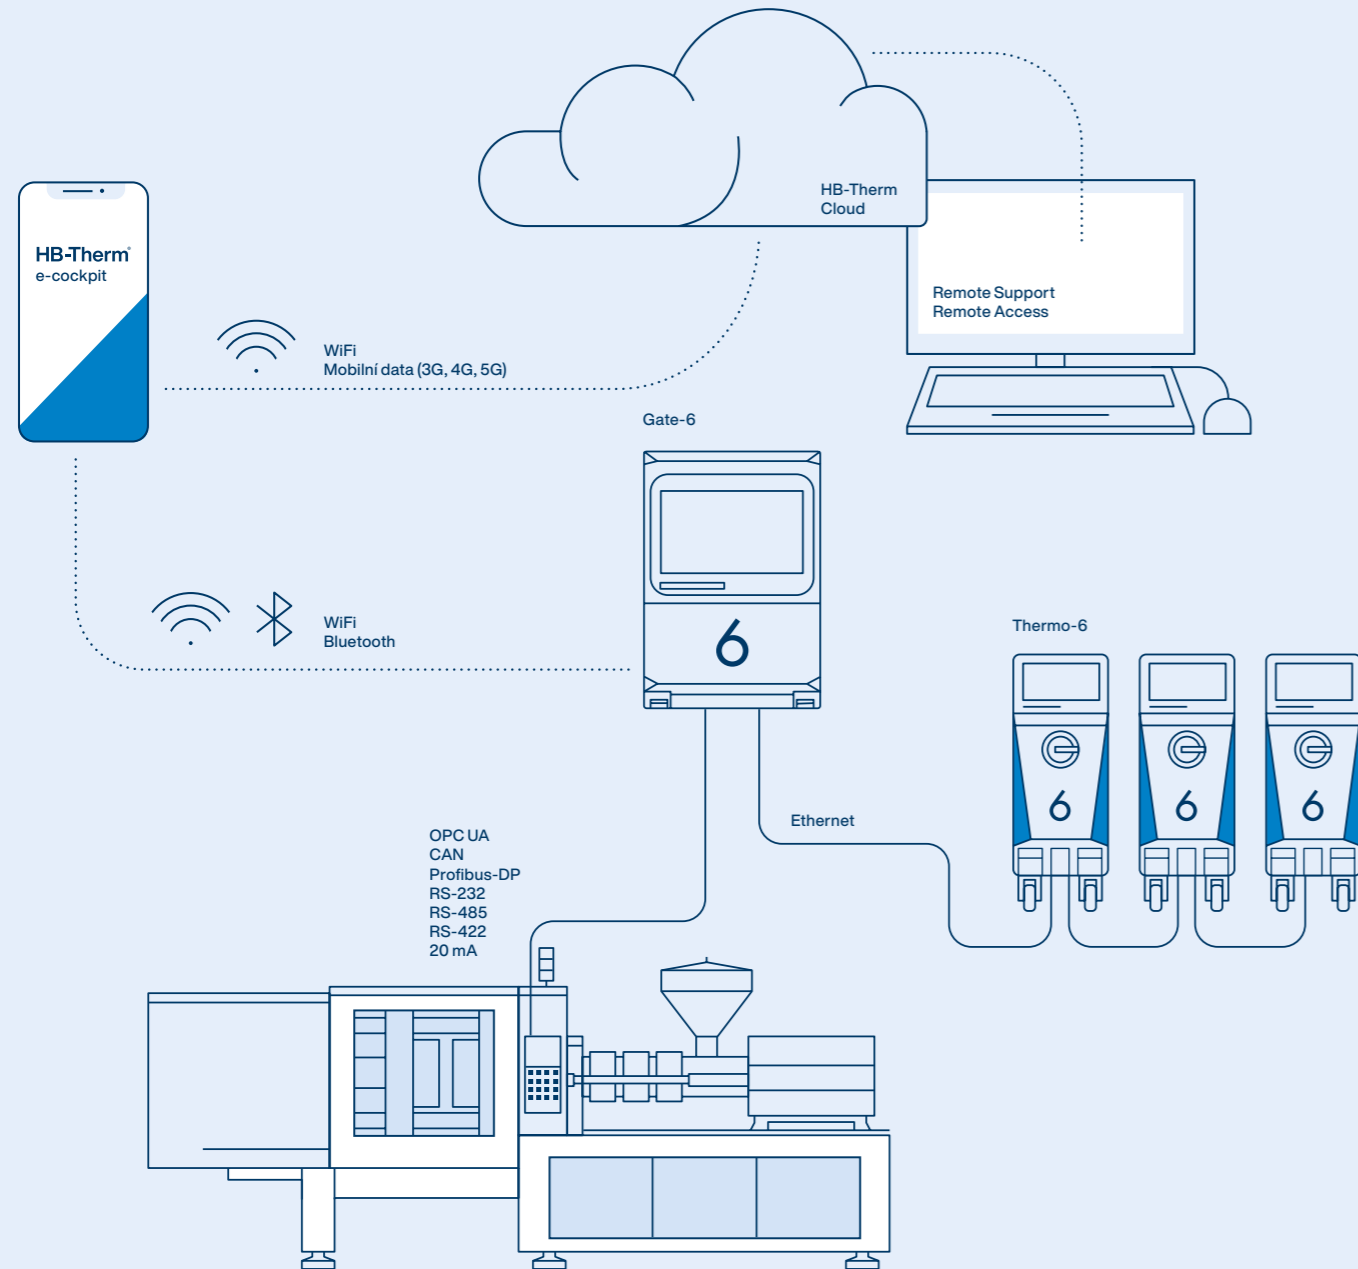 HB-Therm
Cloud
HB-Therm®
e-cockpit
Remote Support
Remote Access
WiFi
Mobilní data (3G, 4G, 5G)
Gate-6
6
WiFi
Bluetooth
Thermo-6
6
6
6
Ethernet
OPC UA
CAN
Profibus-DP
RS-232
RS-485
RS-422
20 mA